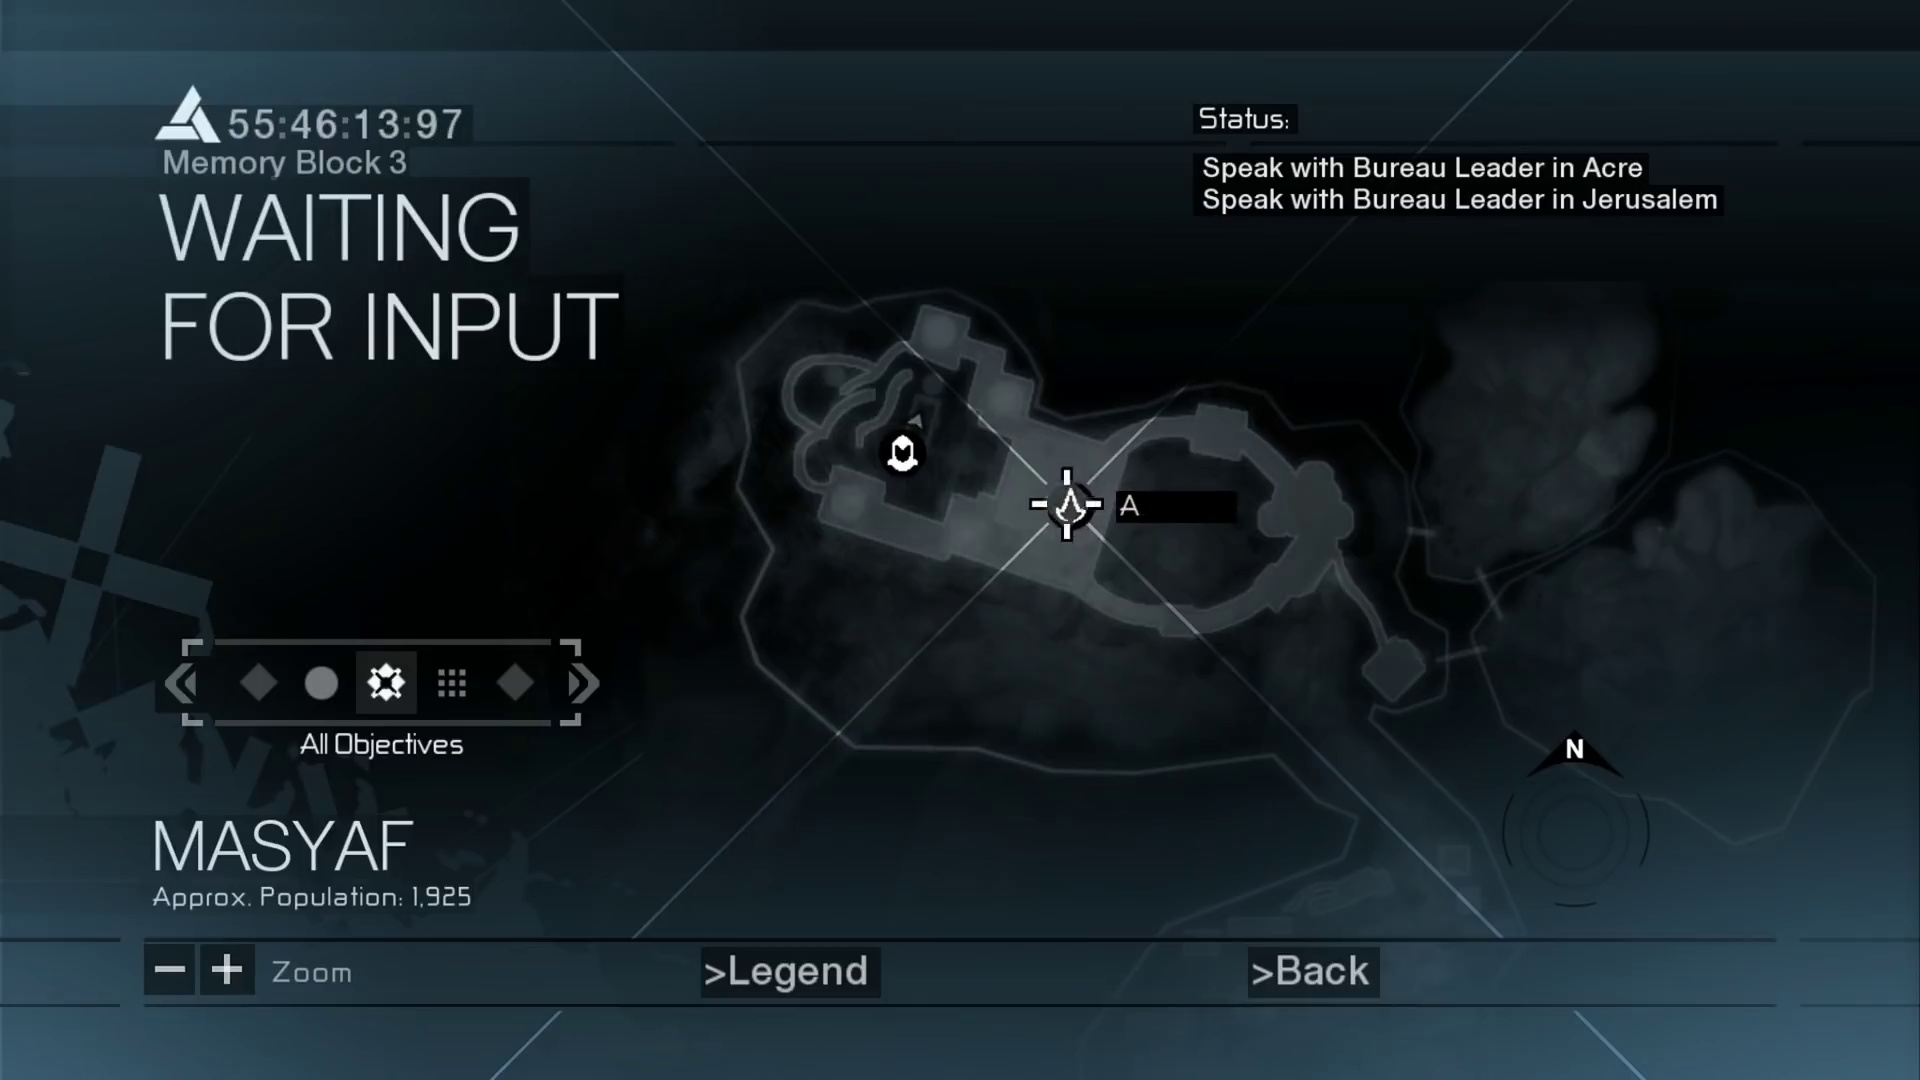 55:46:13:97
Memory Block 3
WAITING
FOR INPUT
Status:
Speak with Bureau Leader in Acre
Speak with Bureau Leader in Jerusalem
A
All Objectives
N
MASYAF
Approx. Population: 1,925
Zoom
>Legend
>Back